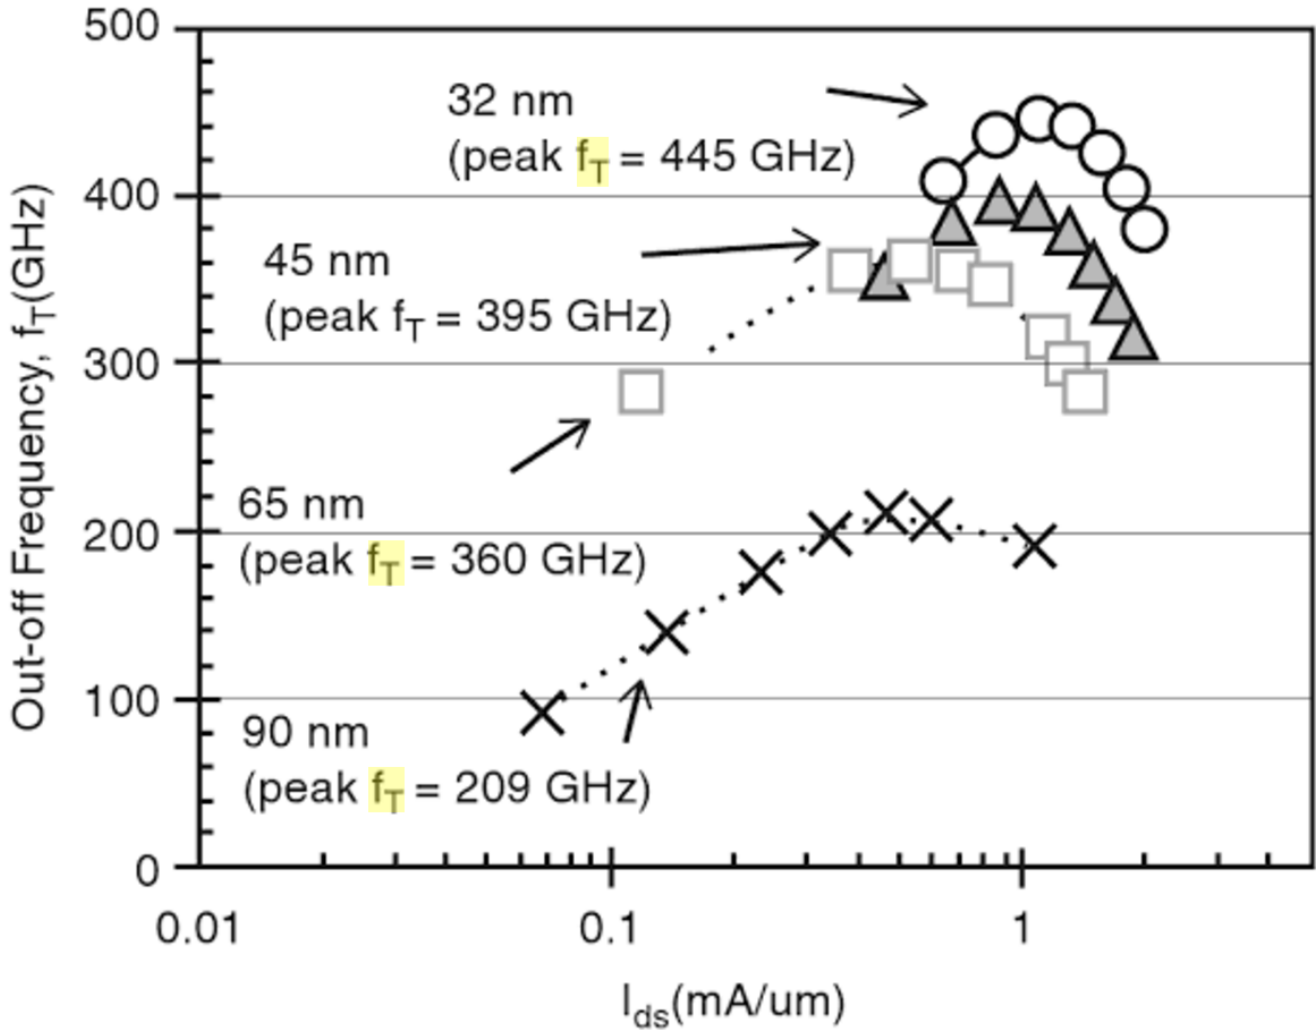 500
400
300
200
100
0
Out-off Frequency, fT(GHz)
32 nm
(peak fT = 445 GHz)
45 nm
(peak fT = 395 GHz)
65 nm
(peak fT = 360 GHz)
90 nm
(peak fT = 209 GHz)
0.01 0.1 1
Ids(mA/um)